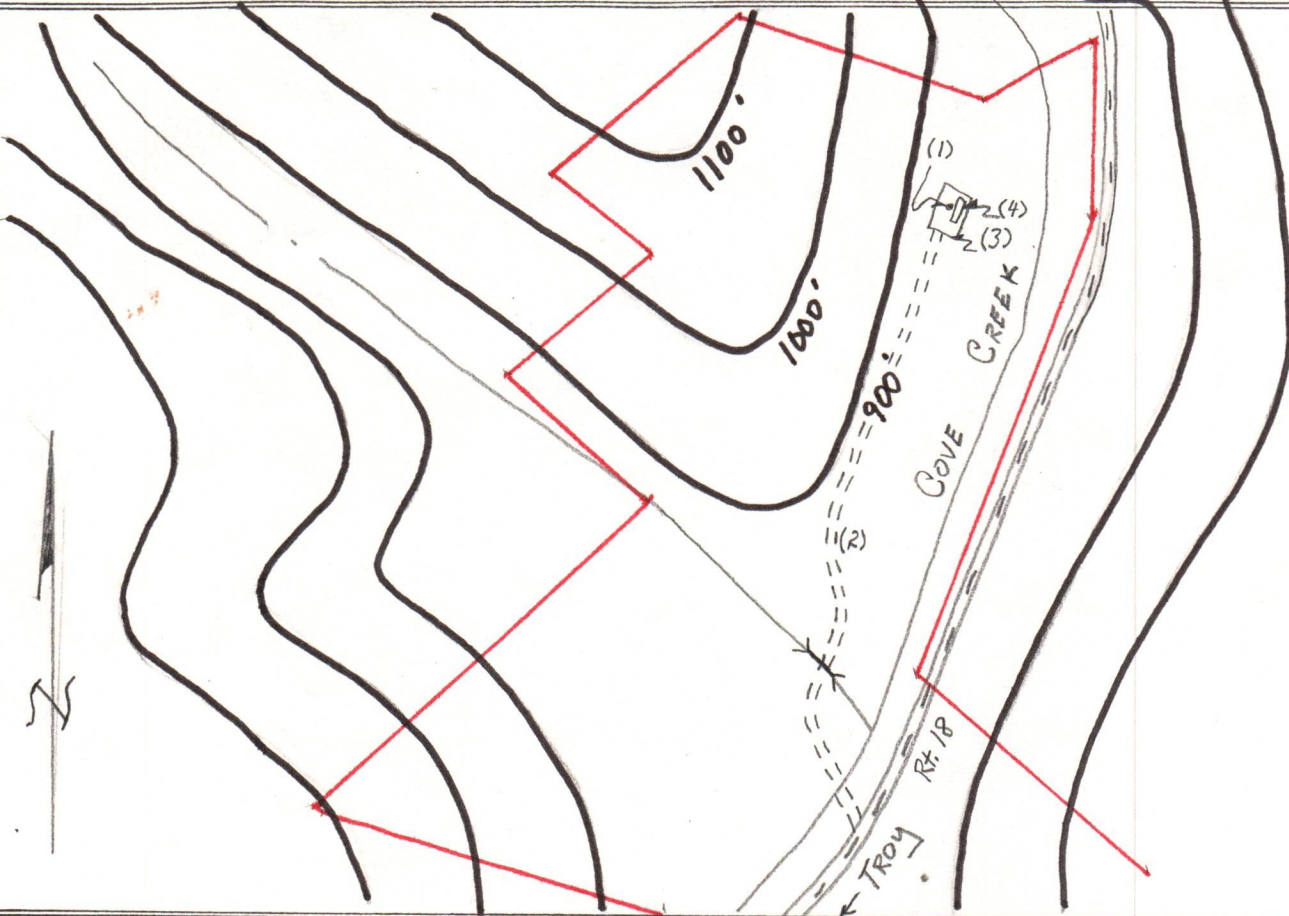 1100'
(1)
(4)
(3)
1000'
COVE CREEK
900'
(2)
N
Rt. 18
TROY